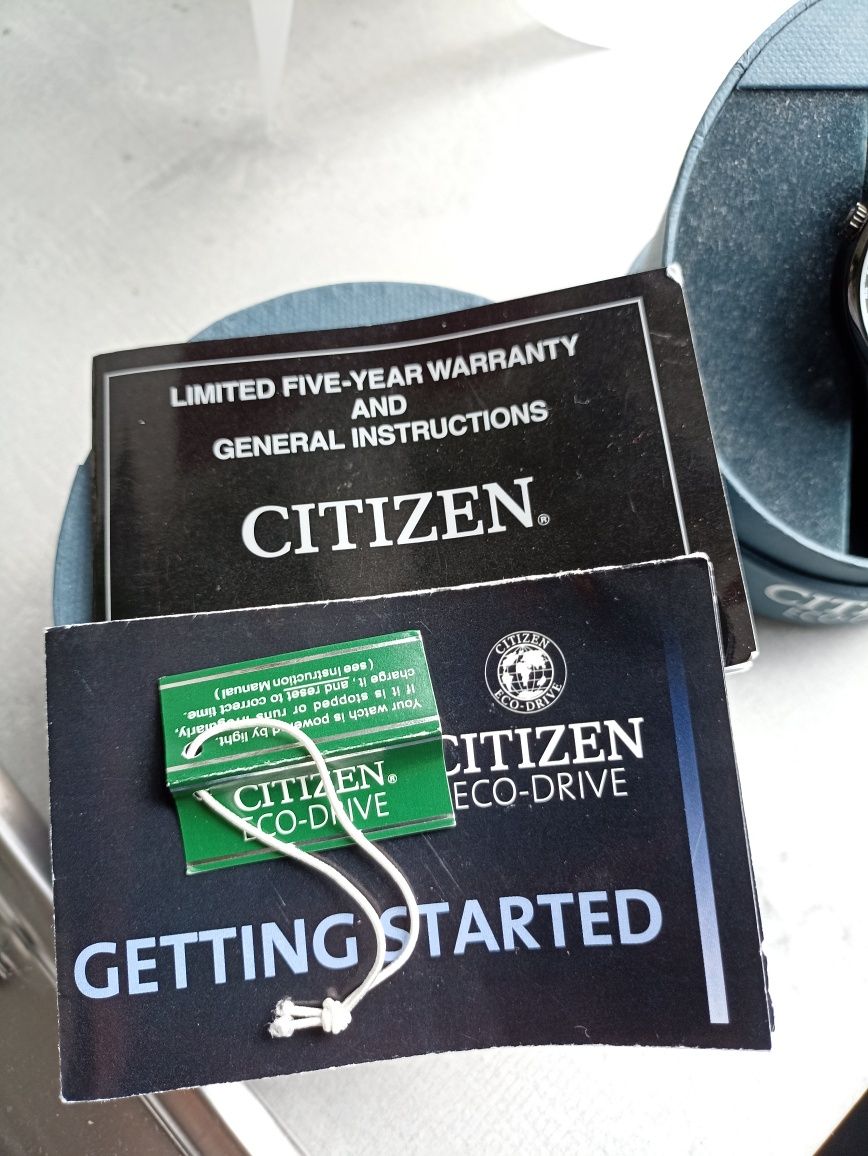 LIMITED FIVE-YEAR WARRANTY
AND
GENERAL INSTRUCTIONS
CITIZEN®
CITIZEN
ECO-DRIVE
CITIZEN
ECO-DRIVE
Your watch is powered by light.
if it is stopped or runs irregularly,
charge it, and reset to correct time.
(see Instruction Manual)
CITIZEN®
ECO-DRIVE
GETTING STARTED